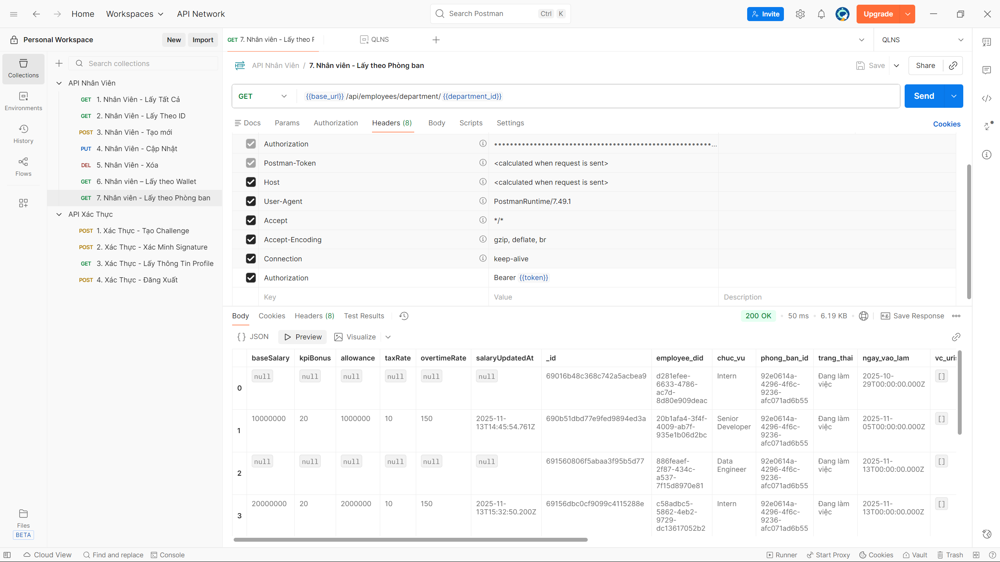 Home Workspaces API Network Search Postman Ctrl K Invite Upgrade
Personal Workspace New Import GET 7. Nhân viên - Lấy theo F QLNS QLNS
Collections
Environments
History
Flows
Files
BETA
Search collections
API Nhân Viên
GET 1. Nhân Viên - Lấy Tất Cả
GET 2. Nhân Viên - Lấy Theo ID
POST 3. Nhân Viên - Tạo mới
PUT 4. Nhân Viên - Cập Nhật
DEL 5. Nhân Viên - Xóa
GET 6. Nhân viên – Lấy theo Wallet
GET 7. Nhân viên - Lấy theo Phòng ban
API Xác Thực
POST 1. Xác Thực - Tạo Challenge
POST 2. Xác Thực - Xác Minh Signature
GET 3. Xác Thực - Lấy Thông Tin Profile
POST 4. Xác Thực - Đăng Xuất
HTTP API Nhân Viên / 7. Nhân viên - Lấy theo Phòng ban Save Share
GET {{base_url}}/api/employees/department/{{department_id}} Send
Docs Params Authorization Headers (8) Body Scripts Settings Cookies
Authorization ••••••••••••••••••••••••••••••••••••••••••••••••••••••••...
Postman-Token <calculated when request is sent>
Host <calculated when request is sent>
User-Agent PostmanRuntime/7.49.1
Accept */*
Accept-Encoding gzip, deflate, br
Connection keep-alive
Authorization Bearer {{token}}
Key Value Description
Body Cookies Headers (8) Test Results 200 OK • 50 ms • 6.19 KB • e.g. Save Response
{} JSON Preview Visualize
baseSalary kpiBonus allowance taxRate overtimeRate salaryUpdatedAt _id employee_did chuc_vu phong_ban_id trang_thai ngay_vao_lam vc_uris
0 null null null null null null 69016b48c368c742a5acbea9 d281efee- Intern 92e0614a- Đang làm 2025-10- []
6633-4786- 4296-4f6c- việc 29T00:00:00.000Z
ac7d- 9236-
8d80e909deac afc071ad6b55
1 10000000 20 1000000 10 150 2025-11- 690b51dbd77e9fed9894ed3a 20b1afa4-3f4f- Senior 92e0614a- Đang làm 2025-11- []
13T14:45:54.761Z 4009-ab7f- Developer 4296-4f6c- việc 05T00:00:00.000Z
935e1b06d2bc 9236-
afc071ad6b55
2 null null null null null null 691560806f5abaa3f95b5d77 886feaef- Data 92e0614a- Đang làm 2025-11- []
2f87-434c- Engineer 4296-4f6c- việc 13T00:00:00.000Z
a537- 9236-
7f15d8970e81 afc071ad6b55
3 20000000 20 2000000 10 150 2025-11- 69156dbc0cf9099c4115288e c58adbc5- Intern 92e0614a- Đang làm 2025-11- []
13T15:32:50.200Z 5862-4eb2- 4296-4f6c- việc 13T00:00:00.000Z
9729- 9236-
dc13617052b2 afc071ad6b55
Cloud View Find and replace Console Runner Start Proxy Cookies Vault Trash